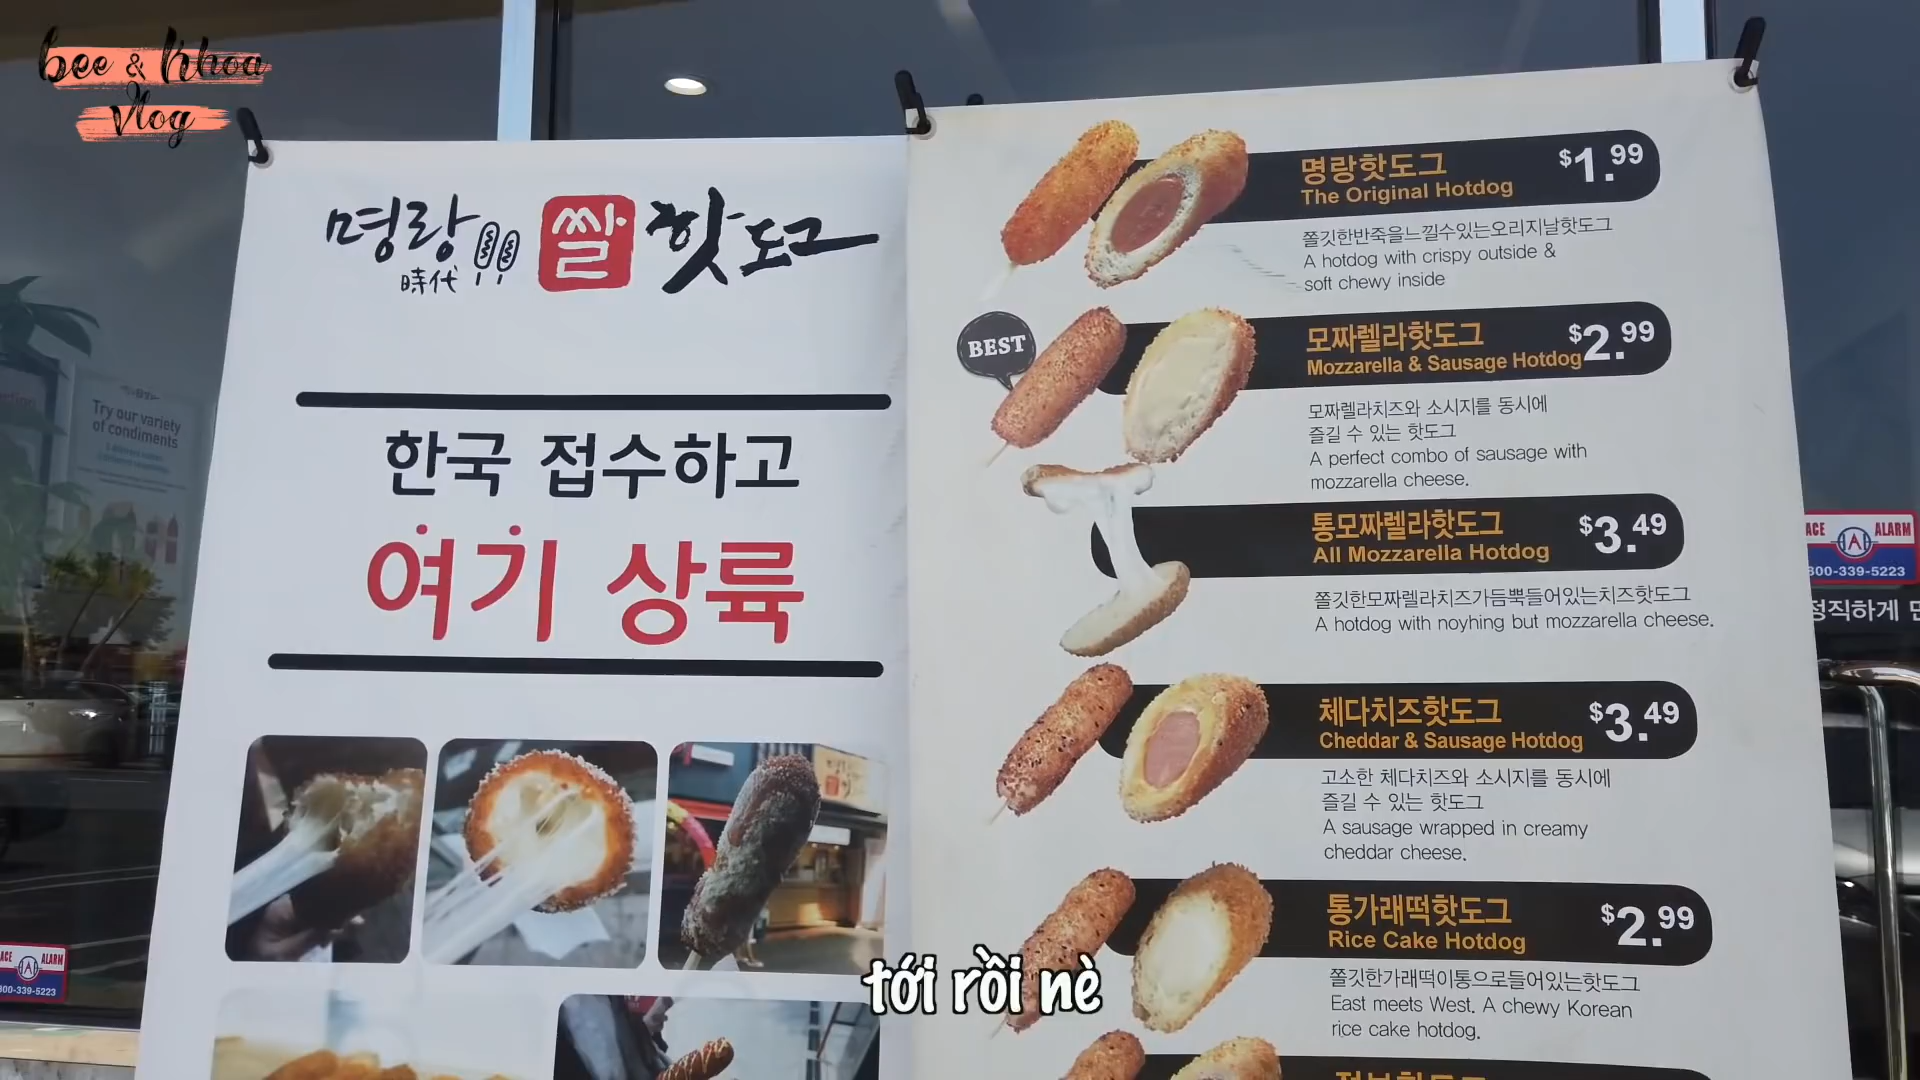 bee & Khoa
Vlog
명랑 쌀 핫도그
時代
한국 접수하고
여기 상륙
명랑핫도그
The Original Hotdog
$1.99
쫄깃한반죽을느낄수있는오리지날핫도그
A hotdog with crispy outside &
soft chewy inside
BEST
모짜렐라핫도그
Mozzarella & Sausage Hotdog
$2.99
모짜렐라치즈와 소시지를 동시에
즐길 수 있는 핫도그
A perfect combo of sausage with
mozzarella cheese.
통모짜렐라핫도그
All Mozzarella Hotdog
$3.49
쫄깃한모짜렐라치즈가듬뿍들어있는치즈핫도그
A hotdog with noyhing but mozzarella cheese.
체다치즈핫도그
Cheddar & Sausage Hotdog
$3.49
고소한 체다치즈와 소시지를 동시에
즐길 수 있는 핫도그
A sausage wrapped in creamy
cheddar cheese.
통가래떡핫도그
Rice Cake Hotdog
$2.99
쫄깃한가래떡이통으로들어있는핫도그
East meets West. A chewy Korean
rice cake hotdog.
Try our variety
of condiments
ACE ALARM
800-339-5223
정직하게
ACE ALARM
800-339-5223
tới rồi nè